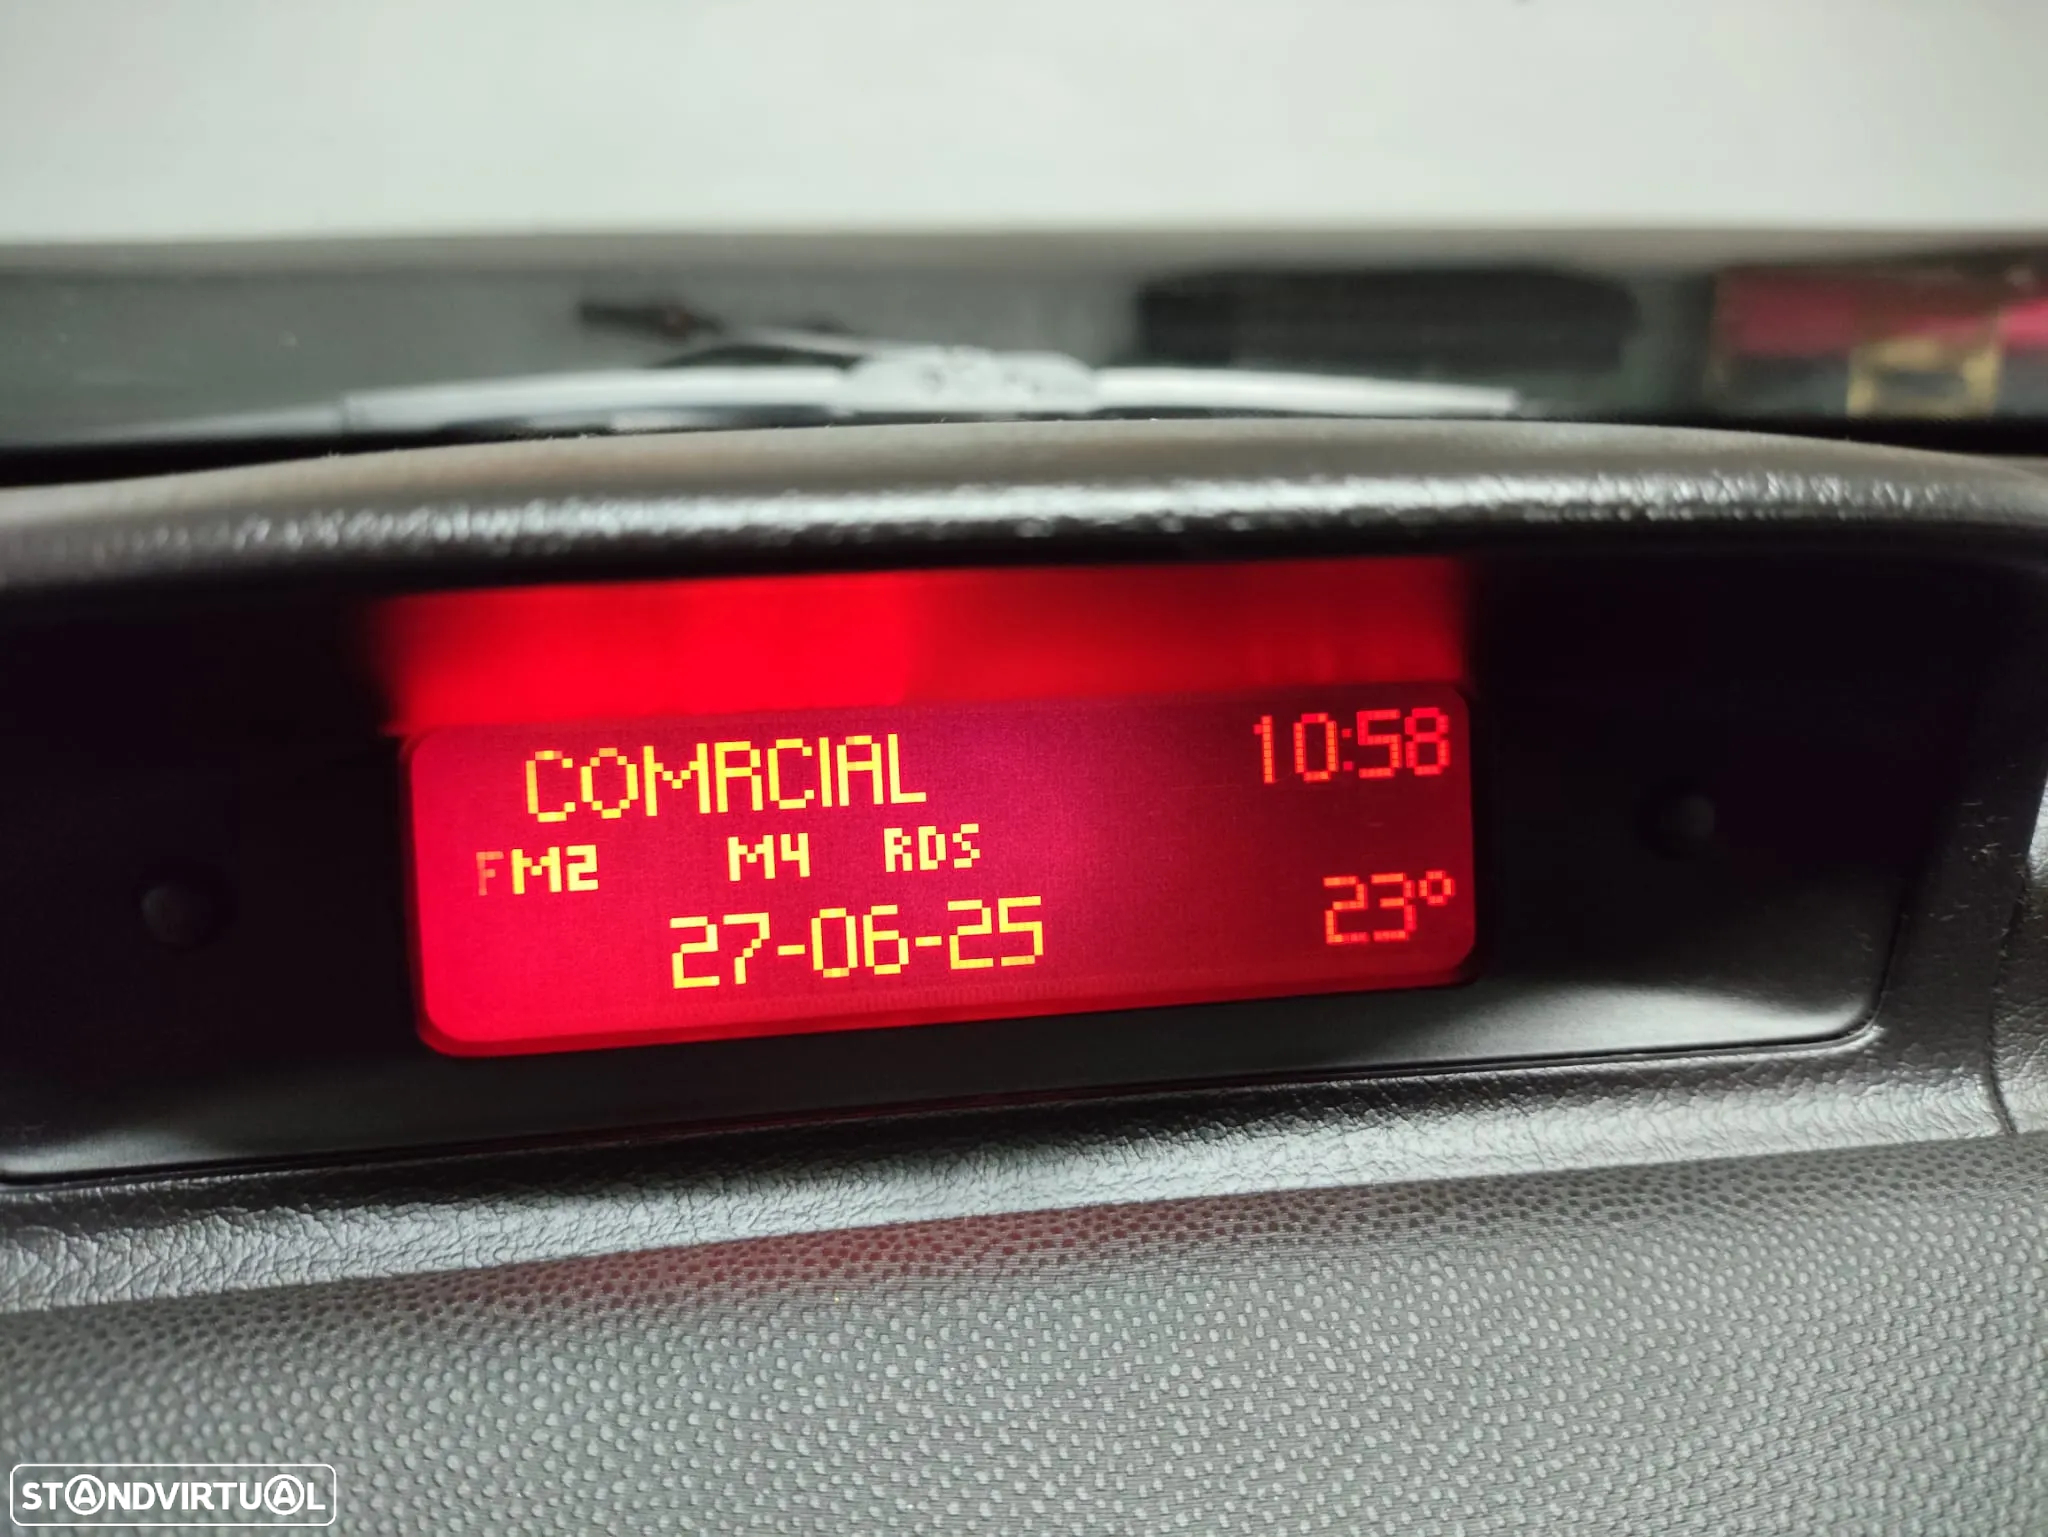 COMRCIAL 10:58
FM2 M4 RDS
27-06-25 23°
STANDVIRTUAL